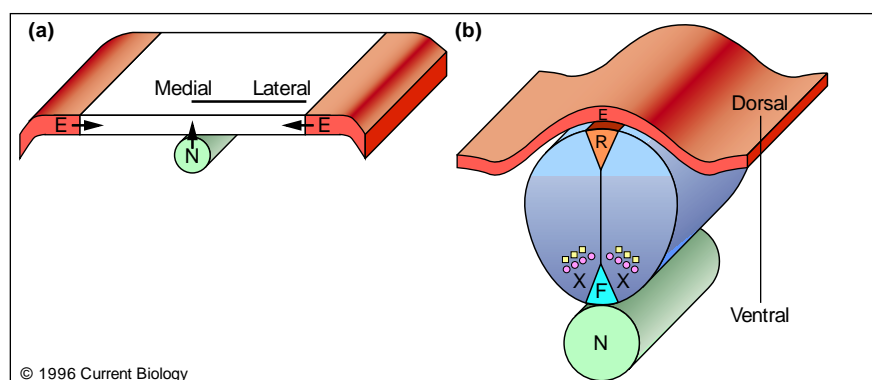 (a)
Medial Lateral
E E
N
(b)
Dorsal
E
R
X X
F
N
Ventral
© 1996 Current Biology